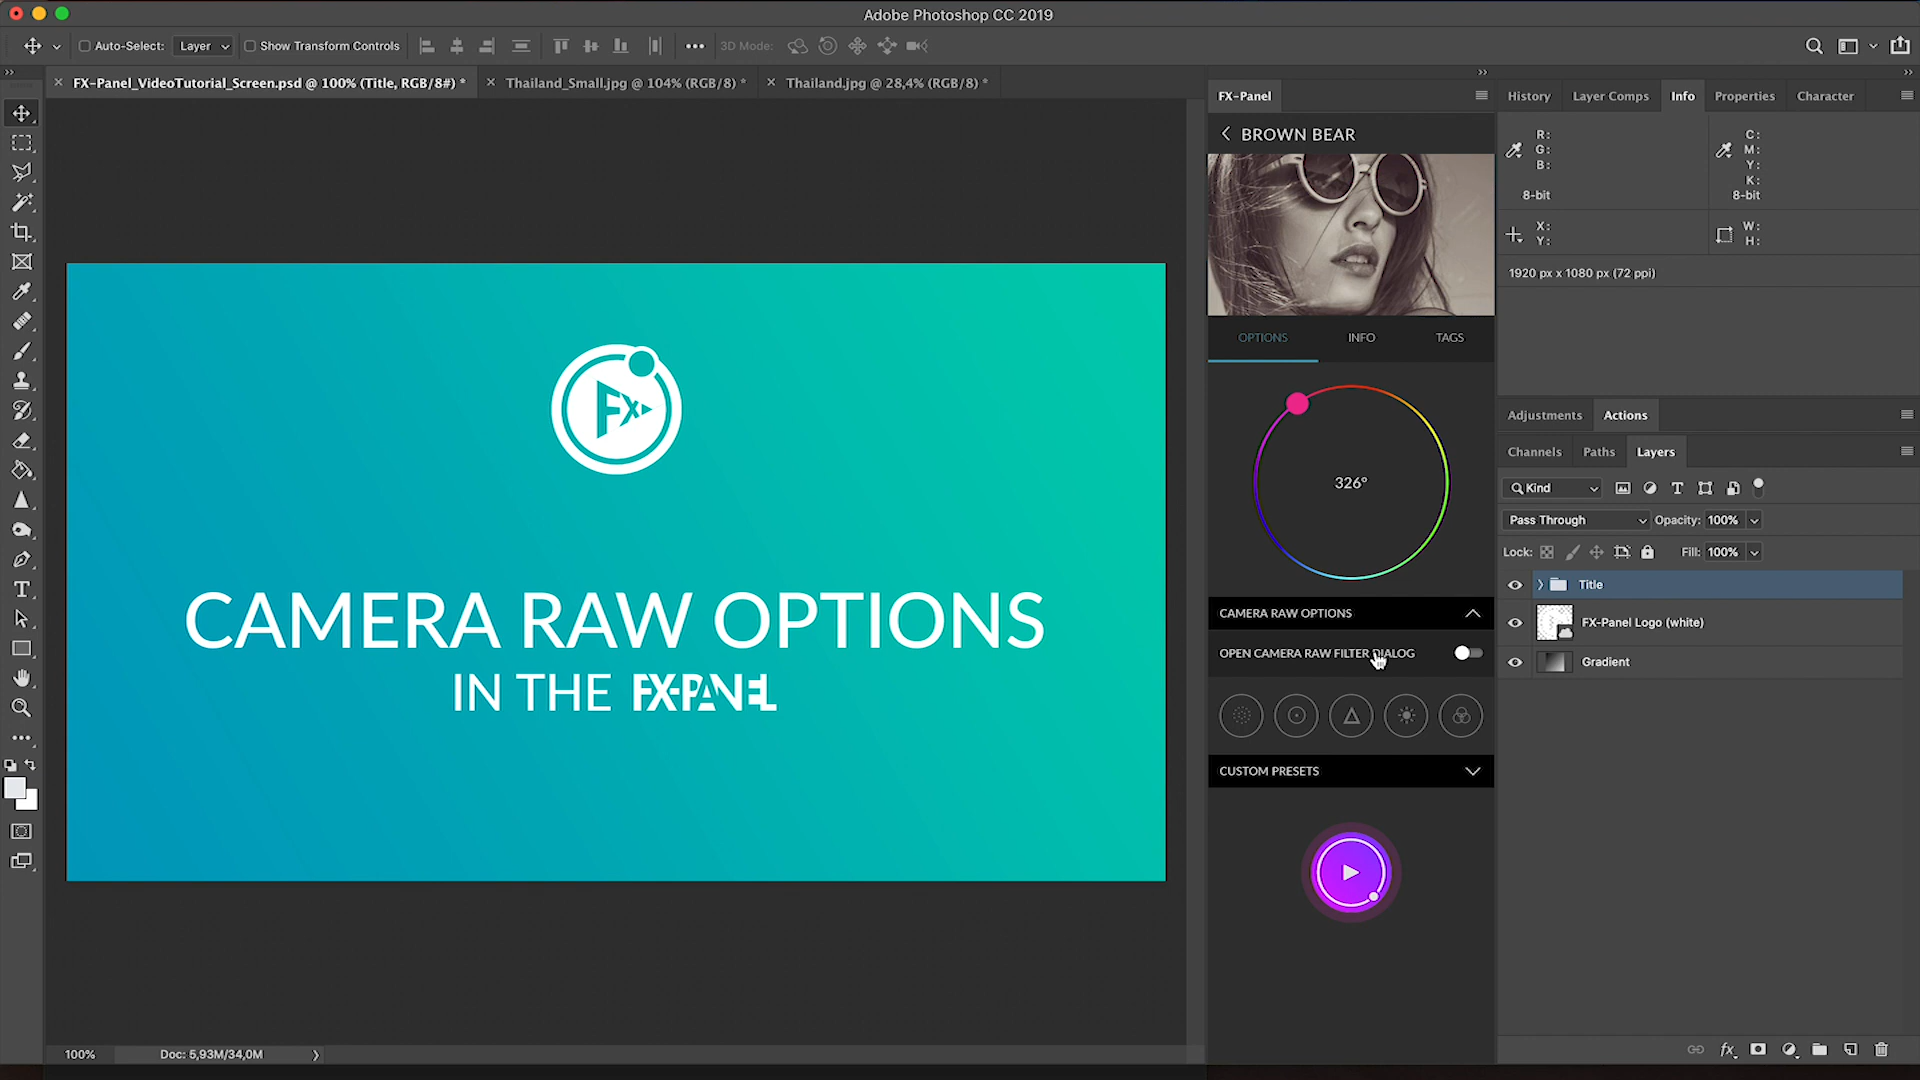 Adobe Photoshop CC 2019
Auto-Select:
Layer
Show Transform Controls
3D Mode:
FX-Panel_VideoTutorial_Screen.psd @ 100% (Title, RGB/8#) *
Thailand_Small.jpg @ 104% (RGB/8) *
Thailand.jpg @ 28,4% (RGB/8) *
Fx
CAMERA RAW OPTIONS
IN THE FX-PANEL
100%
Doc: 5,93M/34,0M
FX-Panel
BROWN BEAR
OPTIONS
INFO
TAGS
326°
CAMERA RAW OPTIONS
OPEN CAMERA RAW FILTER DIALOG
CUSTOM PRESETS
History
Layer Comps
Info
Properties
Character
R:
G:
B:
8-bit
C:
M:
Y:
K:
8-bit
X:
Y:
W:
H:
1920 px x 1080 px (72 ppi)
Adjustments
Actions
Channels
Paths
Layers
Kind
Pass Through
Opacity: 100%
Lock:
Fill: 100%
Title
FX-Panel Logo (white)
Gradient
fx